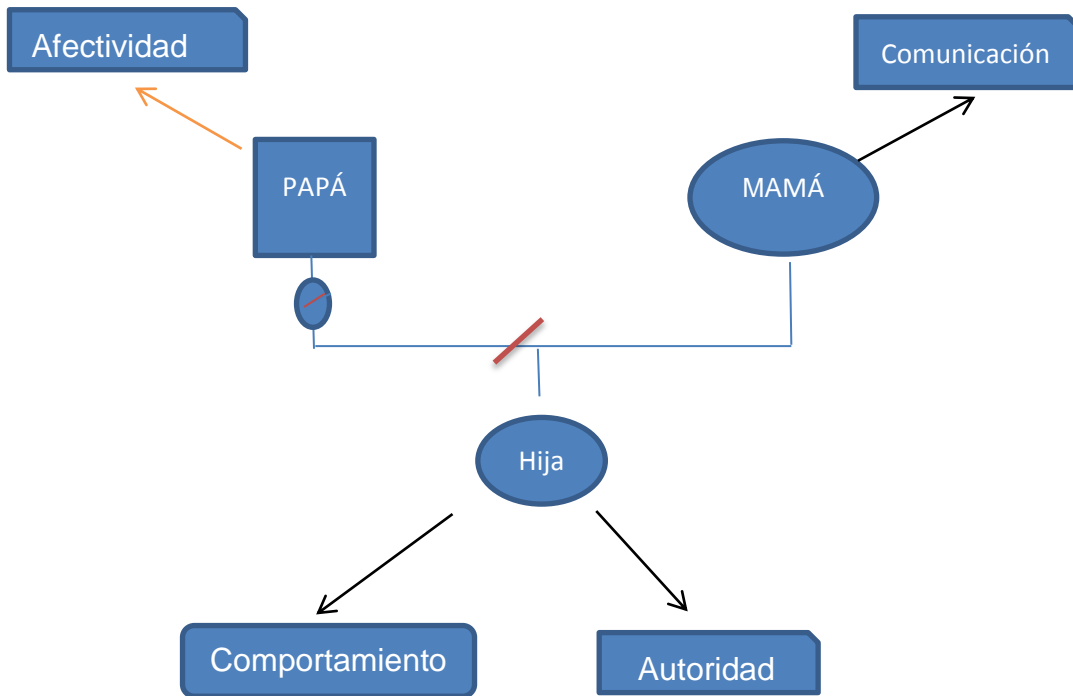 Afectividad
Comunicación
PAPÁ
MAMÁ
Hija
Comportamiento
Autoridad